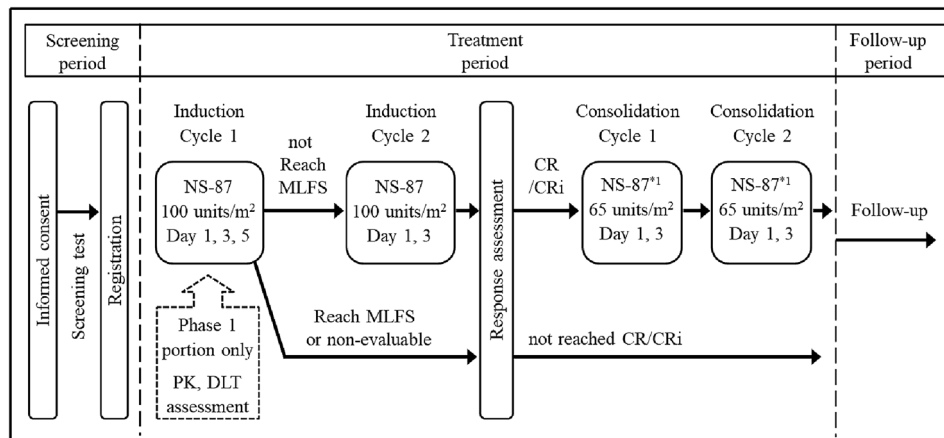 Screening
period
Treatment
period
Follow-up
period
Informed consent
Screening test
Registration
Induction
Cycle 1
NS-87
100 units/m²
Day 1, 3, 5
Phase 1
portion only
PK, DLT
assessment
not
Reach
MLFS
Induction
Cycle 2
NS-87
100 units/m²
Day 1, 3
Reach MLFS
or non-evaluable
Response assessment
CR
/CRi
Consolidation
Cycle 1
NS-87*1
65 units/m²
Day 1, 3
Consolidation
Cycle 2
NS-87*1
65 units/m²
Day 1, 3
not reached CR/CRi
Follow-up